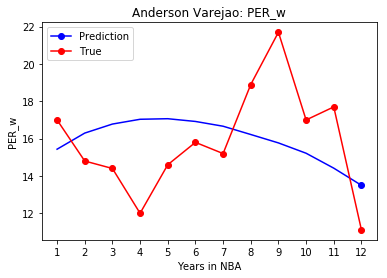 Anderson Varejao: PER_w
Prediction
True
PER_w
22
20
18
16
14
12
1 2 3 4 5 6 7 8 9 10 11 12
Years in NBA